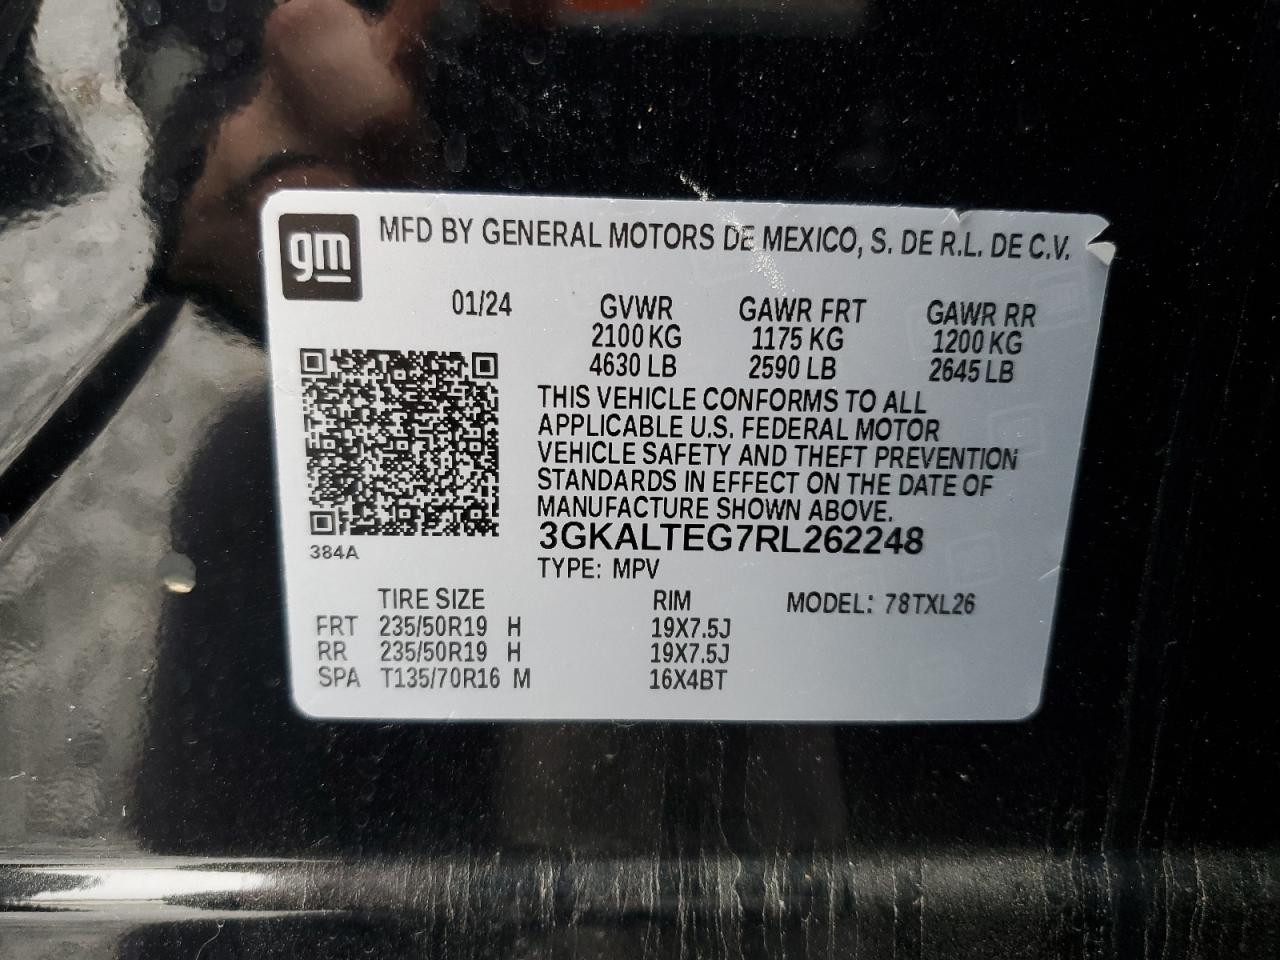 gm
MFD BY GENERAL MOTORS DE MEXICO, S. DE R.L. DE C.V.
01/24 GVWR GAWR FRT GAWR RR
2100 KG 1175 KG 1200 KG
4630 LB 2590 LB 2645 LB
THIS VEHICLE CONFORMS TO ALL
APPLICABLE U.S. FEDERAL MOTOR
VEHICLE SAFETY AND THEFT PREVENTION
STANDARDS IN EFFECT ON THE DATE OF
MANUFACTURE SHOWN ABOVE.
3GKALTEG7RL262248
384A
TYPE: MPV
TIRE SIZE RIM MODEL: 78TXL26
FRT 235/50R19 H 19X7.5J
RR 235/50R19 H 19X7.5J
SPA T135/70R16 M 16X4BT